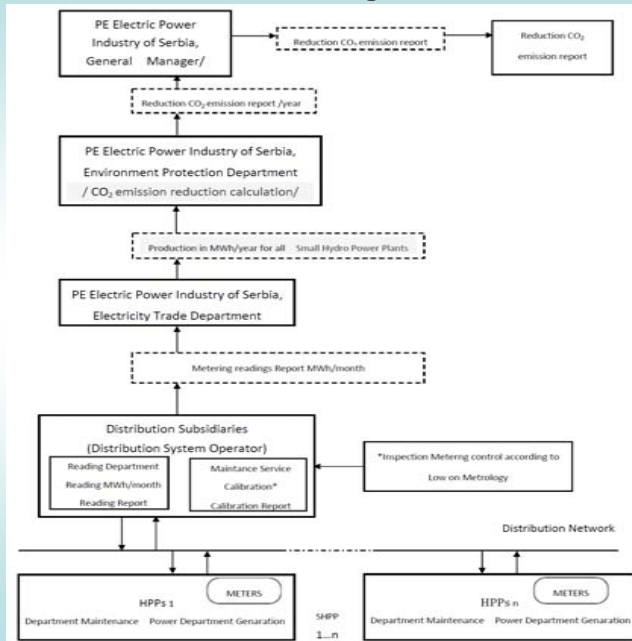 PE Electric Power
Industry of Serbia,
General Manager/
Reduction CO₂ emission report
Reduction CO₂
emission report
Reduction CO₂ emission report /year
PE Electric Power Industry of Serbia,
Environment Protection Department
/ CO₂ emission reduction calculation/
Production in MWh/year for all Small Hydro Power Plants
PE Electric Power Industry of Serbia,
Electricity Trade Department
Metering readings Report MWh/month
Distribution Subsidiaries
(Distribution System Operator)
Reading Department
Reading MWh/month
Reading Report
Maintance Service
Calibration*
Calibration Report
*Inspection Meterng control according to
Low on Metrology
Distribution Network
METERS
HPPs 1
Department Maintenance Power Department Genaration
SHPP
1...n
METERS
HPPs n
Department Maintenance Power Department Genaration